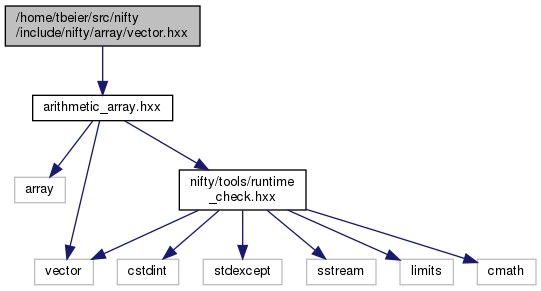 /home/tbeier/src/nifty
/include/nifty/array/vector.hxx
arithmetic_array.hxx
array
nifty/tools/runtime
_check.hxx
vector
cstdint
stdexcept
sstream
limits
cmath